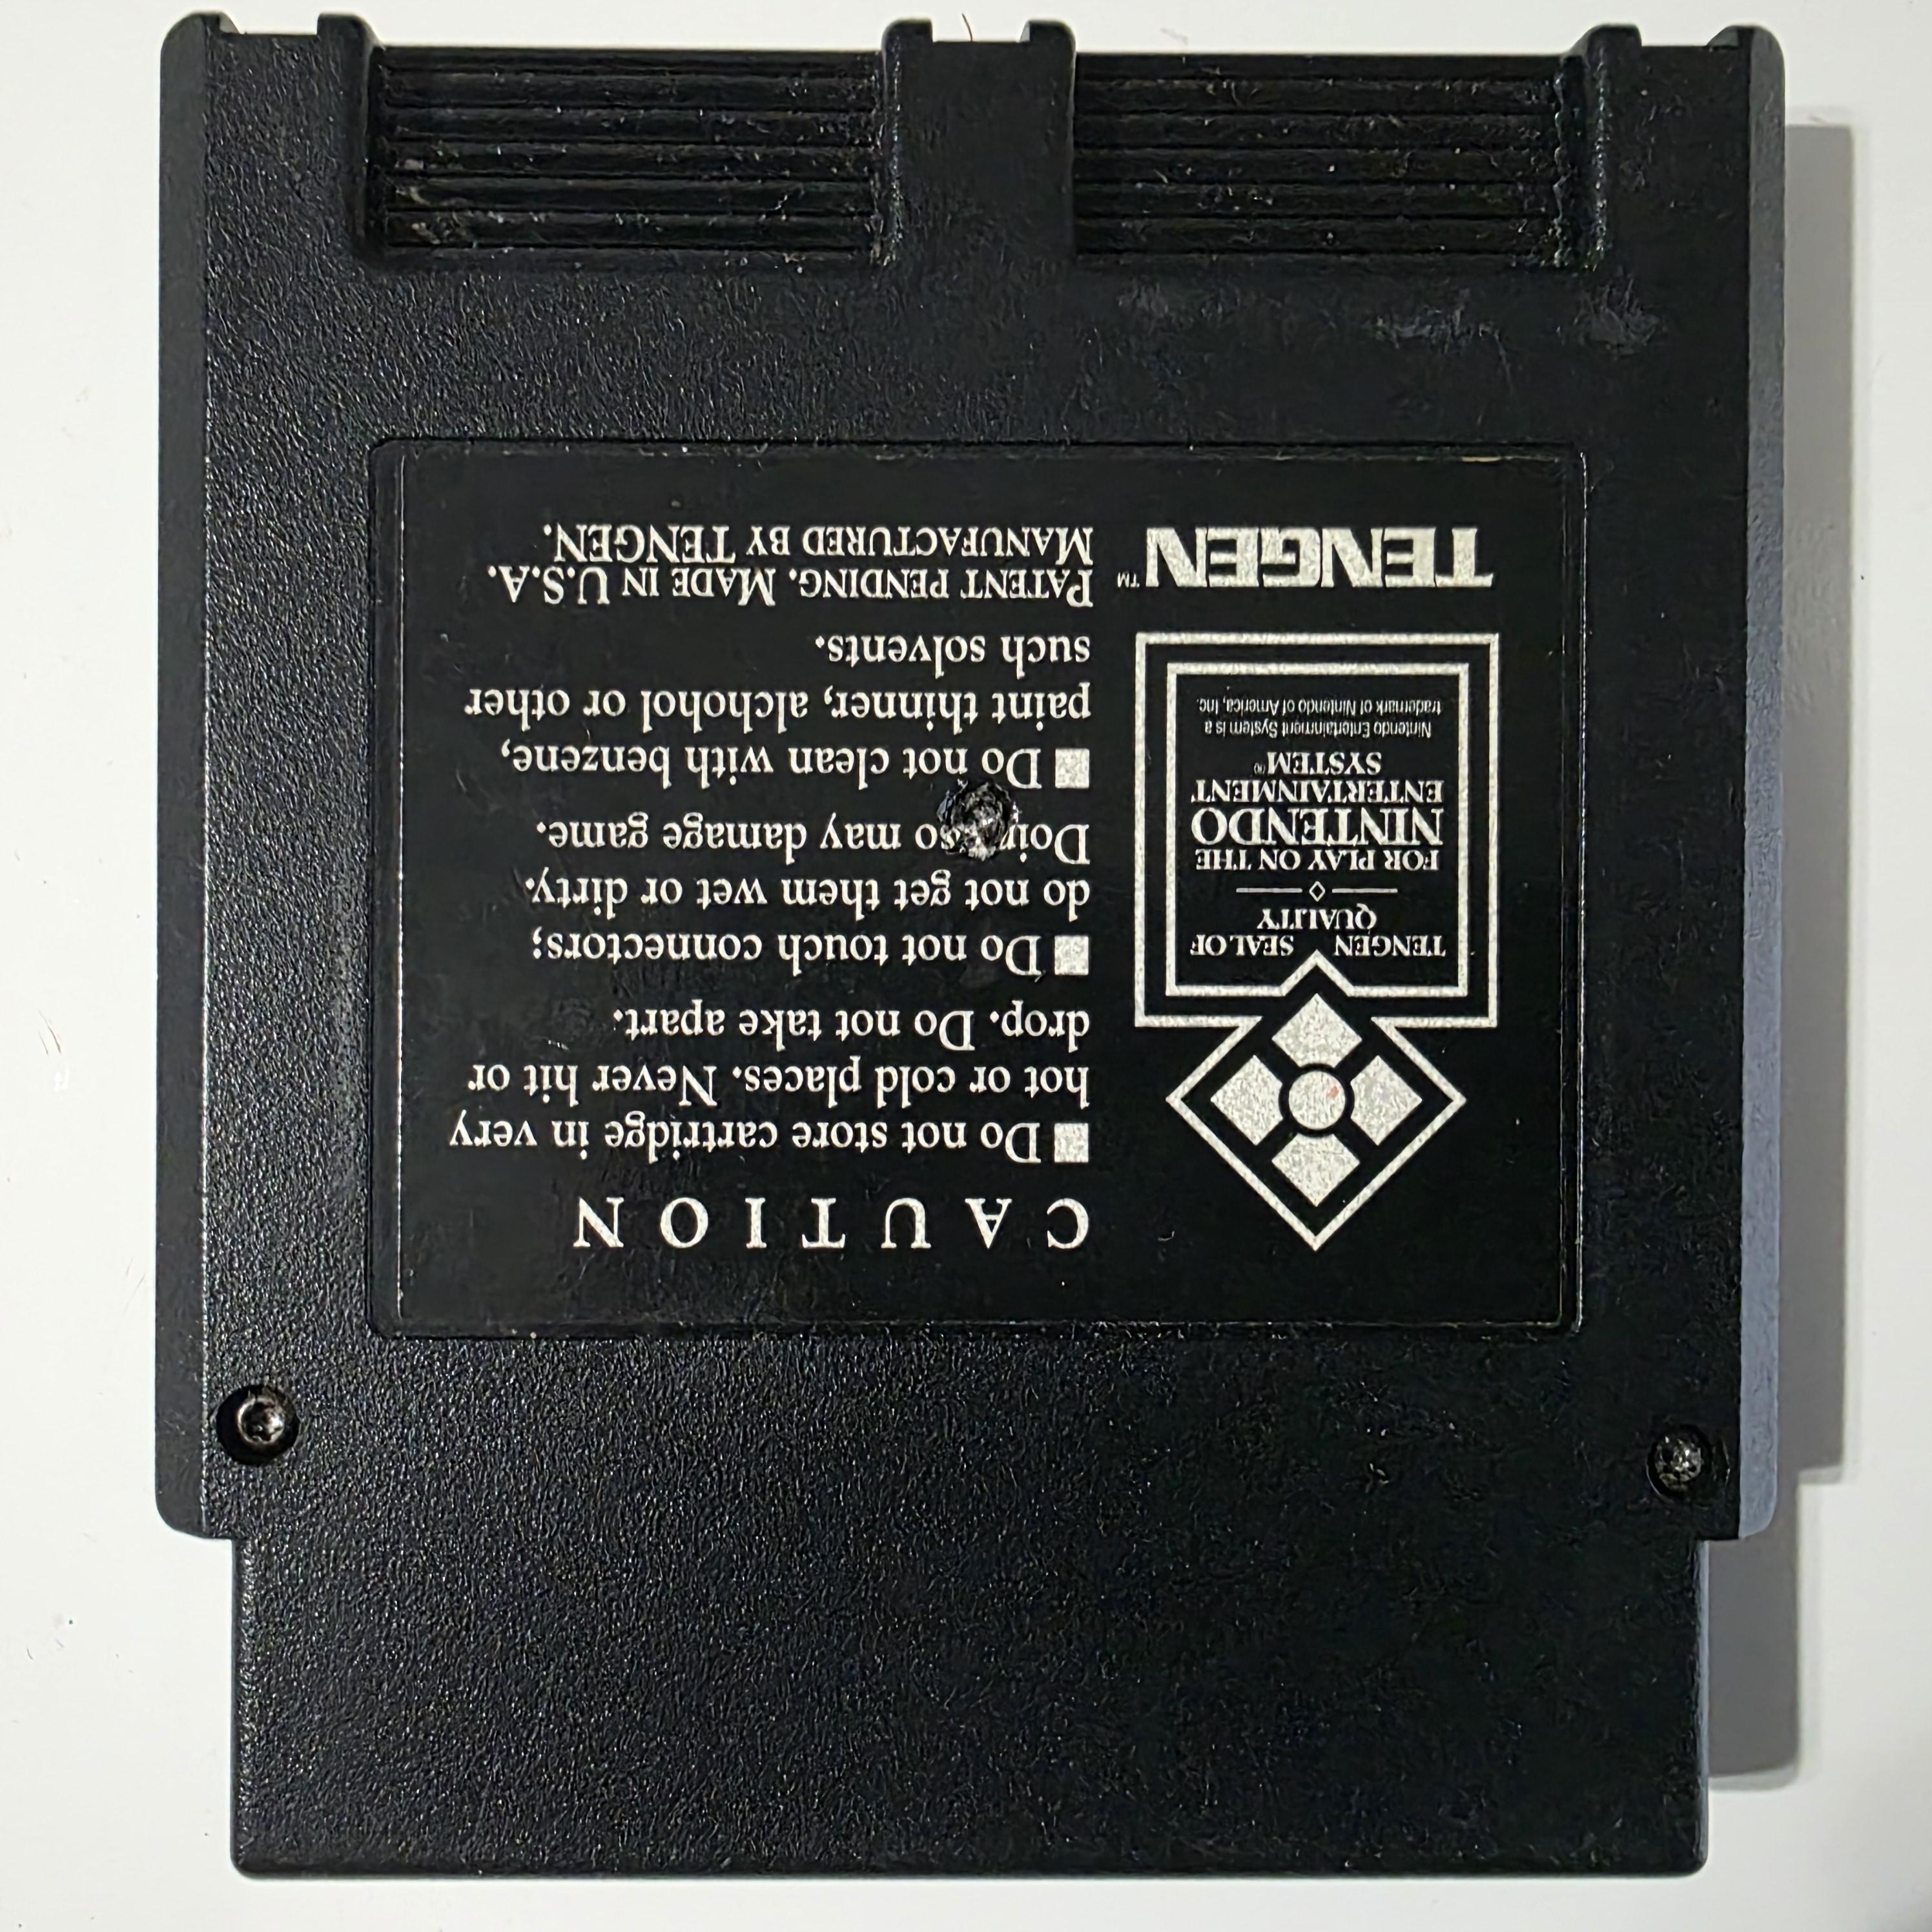 CAUTION
■ Do not store cartridge in very
hot or cold places. Never hit or
drop. Do not take apart.
■ Do not touch connectors;
do not get them wet or dirty.
Doing so may damage game.
■ Do not clean with benzene,
paint thinner, alchohol or other
such solvents.
PATENT PENDING. MADE IN U.S.A.
MANUFACTURED BY TENGEN.
TENGEN SEAL OF
QUALITY
FOR PLAY ON THE
NINTENDO
ENTERTAINMENT
SYSTEM®
Nintendo Entertainment System is a
trademark of Nintendo of America, Inc.
TENGEN™